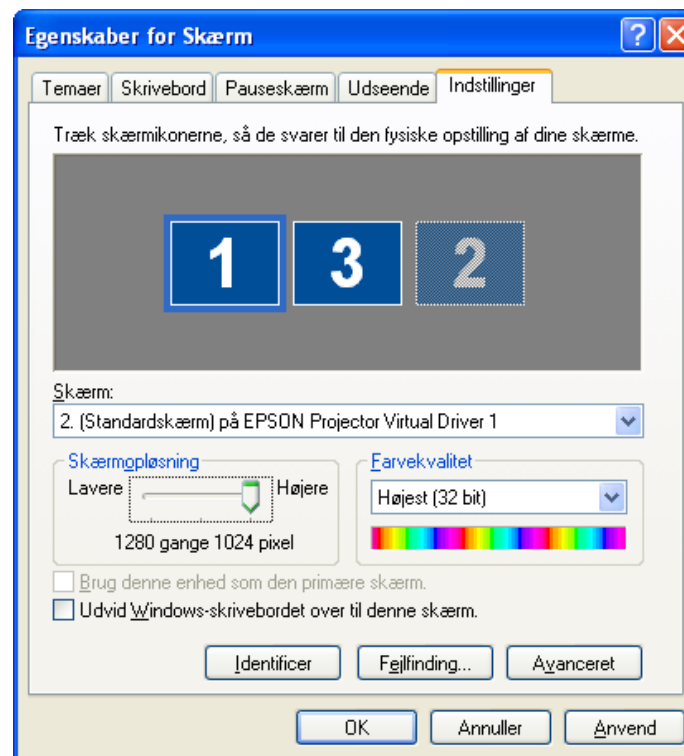 Egenskaber for Skærm
Temaer Skrivebord Pauseskærm Udseende Indstillinger
Træk skærmikonerne, så de svarer til den fysiske opstilling af dine skærme.
1 3 2
Skærm:
2. (Standardskærm) på EPSON Projector Virtual Driver 1
Skærmopløsning Farvekvalitet
Lavere Højere Højest (32 bit)
1280 gange 1024 pixel
Brug denne enhed som den primære skærm.
Udvid Windows-skrivebordet over til denne skærm.
Identificer Fejlfinding... Avanceret
OK Annuller Anvend